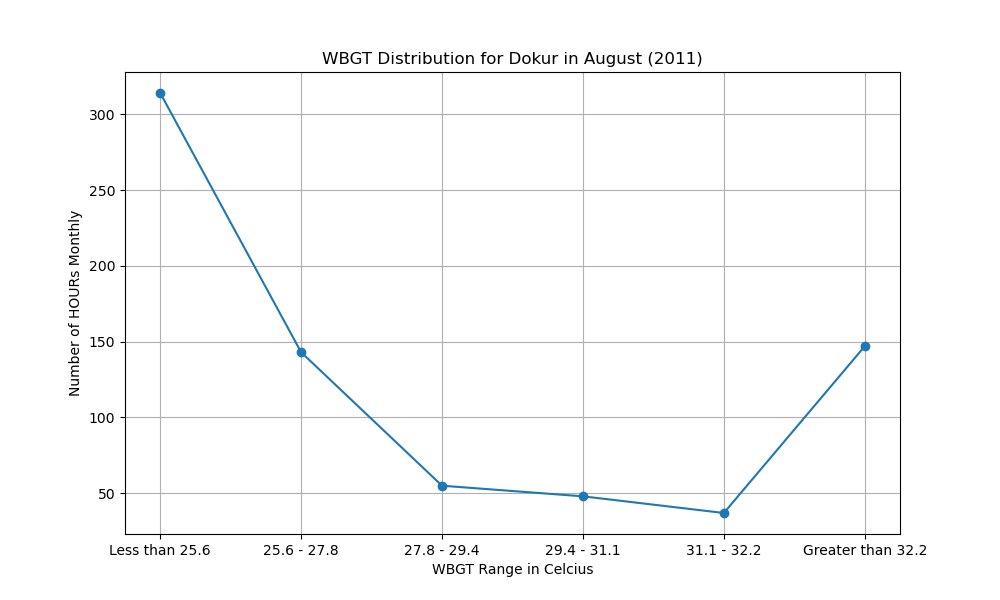 WBGT Distribution for Dokur in August (2011)
Number of HOURs Monthly
300
250
200
150
100
50
Less than 25.6
25.6 - 27.8
27.8 - 29.4
29.4 - 31.1
31.1 - 32.2
Greater than 32.2
WBGT Range in Celcius